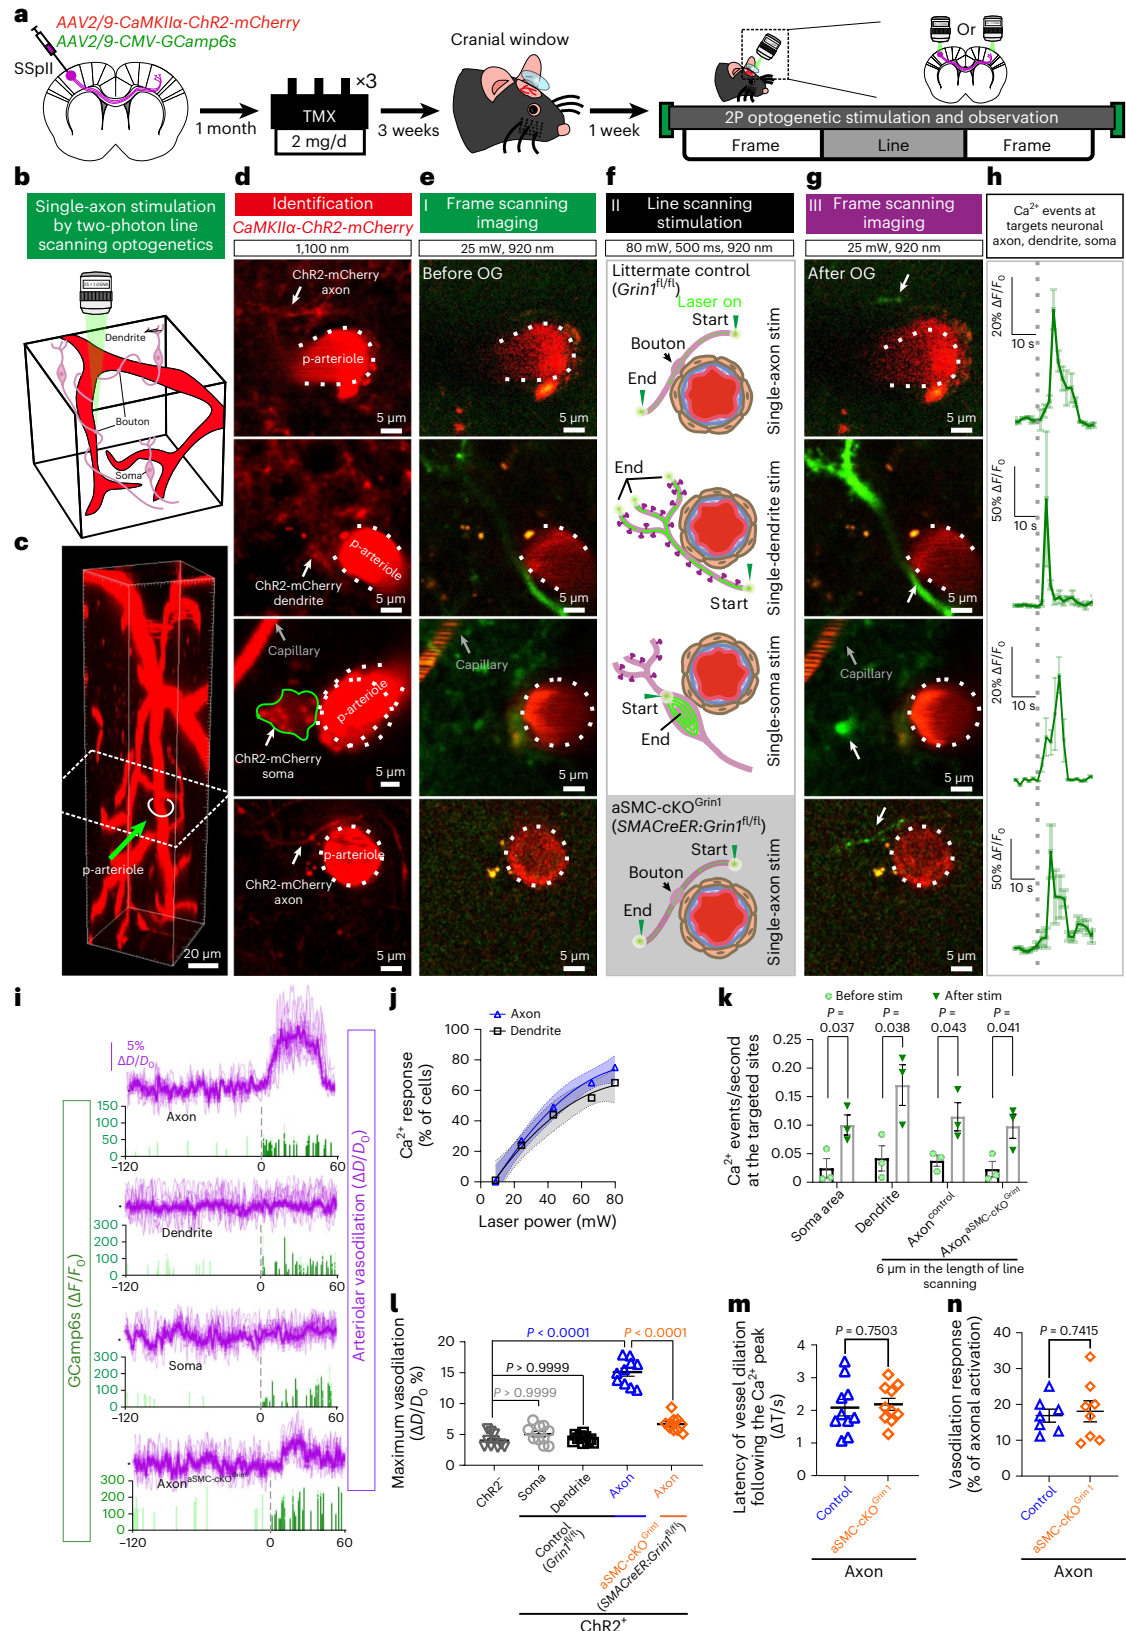 a
AAV2/9-CaMKIIα-ChR2-mCherry
AAV2/9-CMV-GCamp6s
SSpII
1 month
×3
TMX
2 mg/d
3 weeks
Cranial window
1 week
Or
2P optogenetic stimulation and observation
Frame
Line
Frame
b
Single-axon stimulation
by two-photon line
scanning optogenetics
Dendrite
Bouton
Soma
c
p-arteriole
20 µm
d
Identification
CaMKIIα-ChR2-mCherry
1,100 nm
ChR2-mCherry
axon
p-arteriole
5 µm
p-arteriole
ChR2-mCherry
dendrite
5 µm
Capillary
p-arteriole
ChR2-mCherry
soma
5 µm
p-arteriole
ChR2-mCherry
axon
5 µm
e
I Frame scanning
imaging
25 mW, 920 nm
Before OG
5 µm
5 µm
Capillary
5 µm
5 µm
f
II Line scanning
stimulation
80 mW, 500 ms, 920 nm
Littermate control
(Grin1fl/fl)
Laser on
Start
Bouton
End
Single-axon stim
End
Start
Single-dendrite stim
Start
End
Single-soma stim
aSMC-cKOGrin1
(SMACreER:Grin1fl/fl)
Start
Bouton
End
Single-axon stim
g
III Frame scanning
imaging
25 mW, 920 nm
After OG
5 µm
5 µm
Capillary
5 µm
5 µm
h
Ca2+ events at
targets neuronal
axon, dendrite, soma
20% ΔF/F0
10 s
50% ΔF/F0
10 s
20% ΔF/F0
10 s
50% ΔF/F0
10 s
i
5%
ΔD/D0
-120
60
150
100
50
0
Axon
-120
0
60
Dendrite
300
200
100
0
-120
0
60
Soma
300
200
100
0
-120
0
60
AxonaSMC-cKOGrin1
300
200
100
0
0
60
GCamp6s (ΔF/F0)
Arteriolar vasodilation (ΔD/D0)
j
Axon
Dendrite
Ca2+ response
(% of cells)
100
80
60
40
20
0
0
20
40
60
80
Laser power (mW)
k
Before stim
After stim
P =
0.037
P =
0.038
P =
0.043
P =
0.041
Ca2+ events/second
at the targeted sites
0.25
0.20
0.15
0.10
0.05
0
Soma area
Dendrite
Axoncontrol
AxonaSMC-cKOGrin1
6 µm in the length of line
scanning
l
Maximum vasodilation
(ΔD/D0 %)
20
15
10
5
0
P < 0.0001
P < 0.0001
P > 0.9999
P > 0.9999
ChR2−
Soma
Dendrite
Axon
Axon
Control
(Grin1fl/fl)
aSMC-cKOGrin1
(SMACreER:Grin1fl/fl)
ChR2+
m
Latency of vessel dilation
following the Ca2+ peak
(ΔT/s)
4
3
2
1
0
P = 0.7503
Control
aSMC-cKOGrin1
Axon
n
Vasodilation response
(% of axonal activation)
40
30
20
10
0
P = 0.7415
Control
aSMC-cKOGrin1
Axon